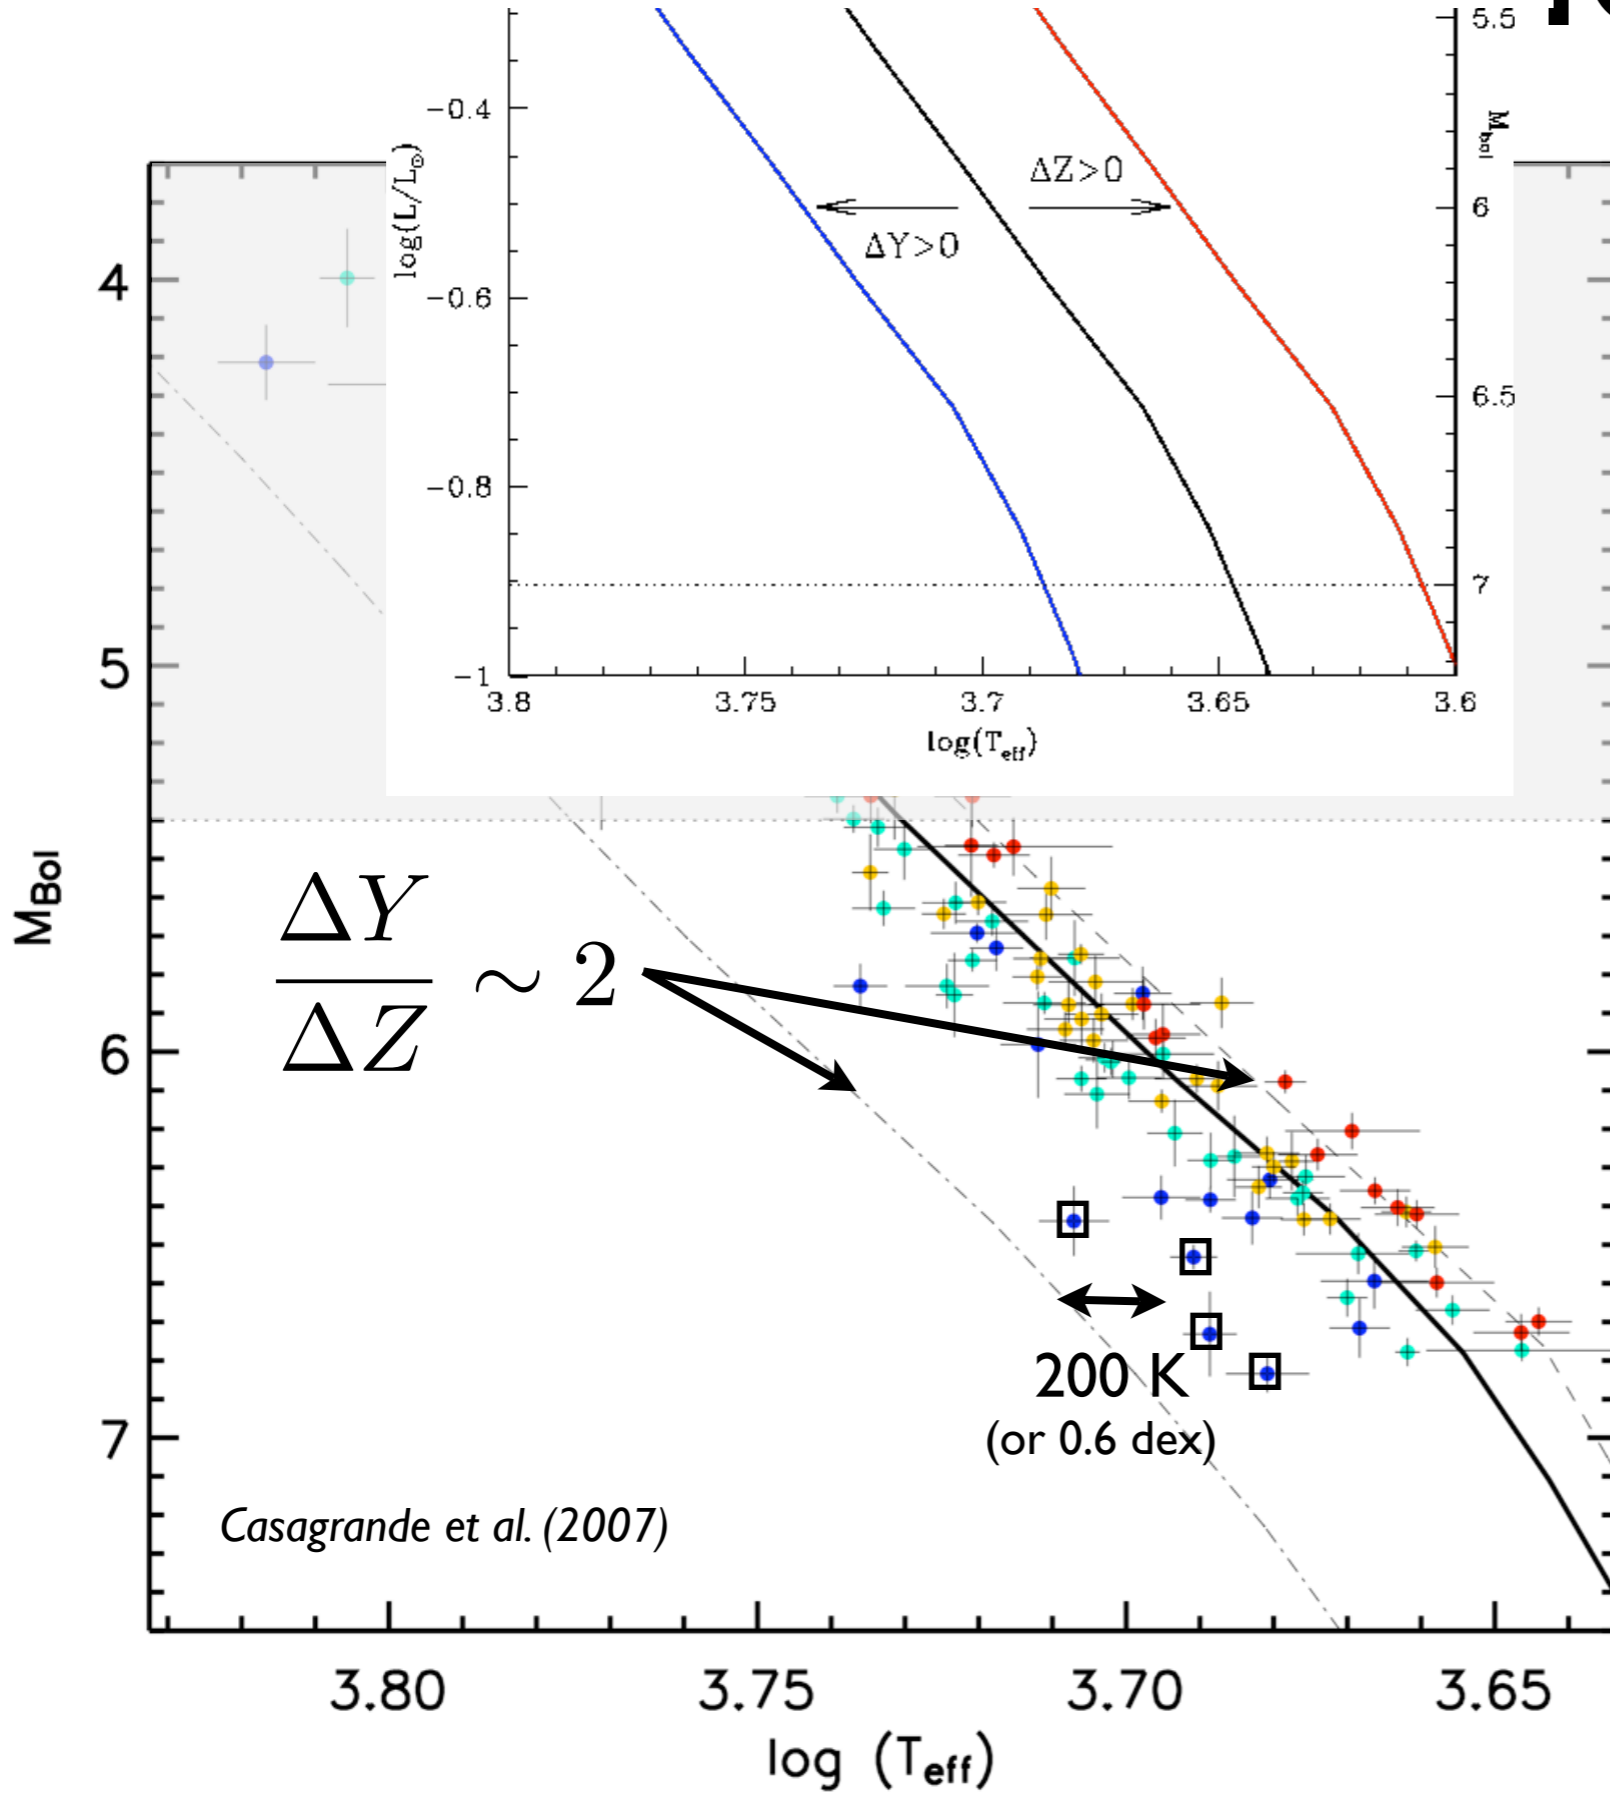 5.5
-0.4
M_bol
log(L/L⊙)
ΔZ>0
6
ΔY>0
4
-0.6
6.5
-0.8
7
5
-1
3.8
3.75
3.7
3.65
3.6
log(T_eff)
M_Bol
ΔY
ΔZ
~ 2
6
200 K
(or 0.6 dex)
7
Casagrande et al. (2007)
3.80
3.75
3.70
3.65
log (T_eff)